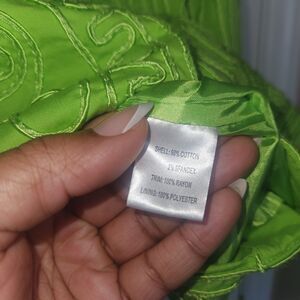 SHELL: 98% COTTON
2% SPANDEX
TRIM: 100% RAYON
LINING: 100% POLYESTER